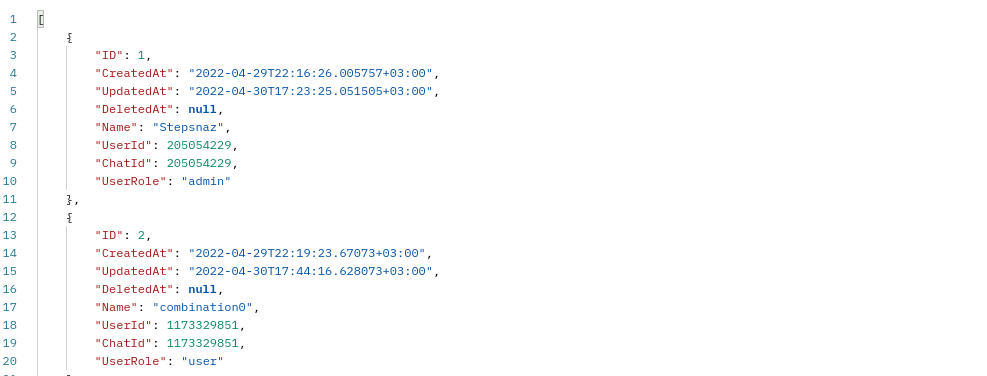 1 [
2 {
3 "ID": 1,
4 "CreatedAt": "2022-04-29T22:16:26.005757+03:00",
5 "UpdatedAt": "2022-04-30T17:23:25.051505+03:00",
6 "DeletedAt": null,
7 "Name": "Stepsnaz",
8 "UserId": 205054229,
9 "ChatId": 205054229,
10 "UserRole": "admin"
11 },
12 {
13 "ID": 2,
14 "CreatedAt": "2022-04-29T22:19:23.67073+03:00",
15 "UpdatedAt": "2022-04-30T17:44:16.628073+03:00",
16 "DeletedAt": null,
17 "Name": "combination0",
18 "UserId": 1173329851,
19 "ChatId": 1173329851,
20 "UserRole": "user"